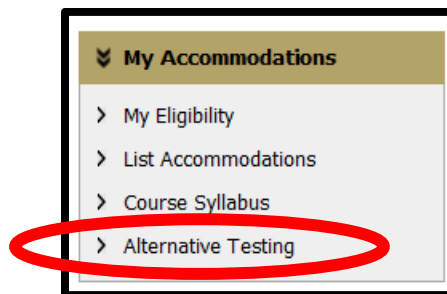 My Accommodations
My Eligibility
List Accommodations
Course Syllabus
Alternative Testing